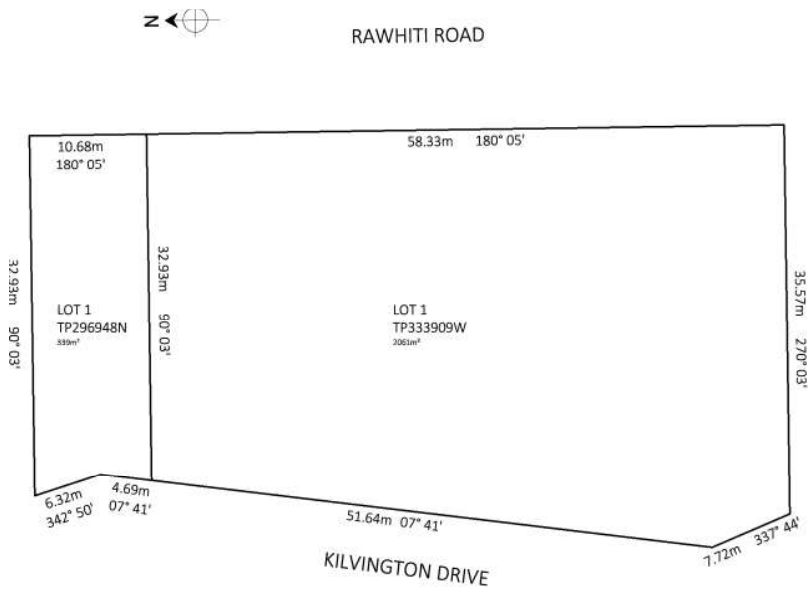 N
RAWHITI ROAD
10.68m
180° 05'
58.33m 180° 05'
32.93m 90° 03'
32.93m 90° 03'
35.57m 270° 03'
LOT 1
TP296948N
339m²
LOT 1
TP333909W
2061m²
6.32m
342° 50'
4.69m
07° 41'
51.64m 07° 41'
7.72m 337° 44'
KILVINGTON DRIVE